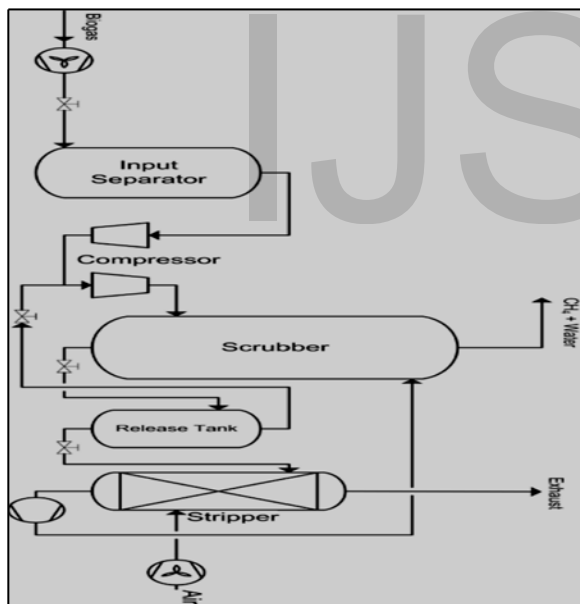 IJS
Biogas
Input
Separator
Compressor
Scrubber
CH₄ + Water
Release Tank
Stripper
Exhaust
Air